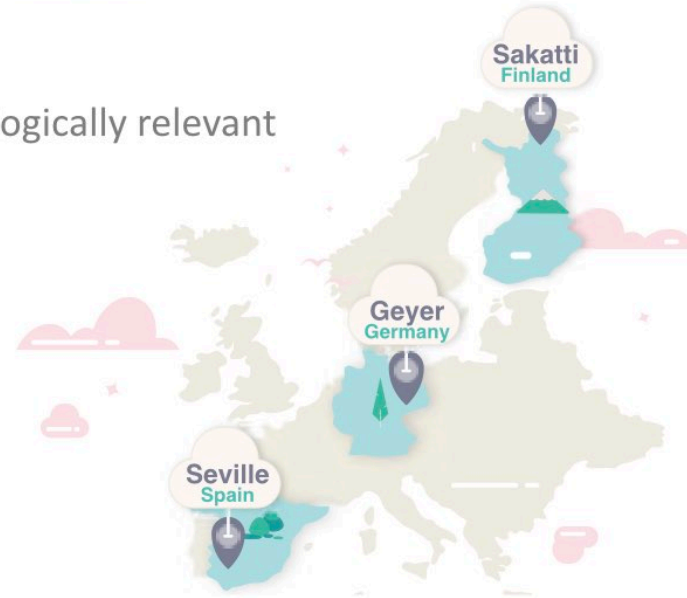 Sakatti
Finland
ogically relevant
Geyer
Germany
Seville
Spain